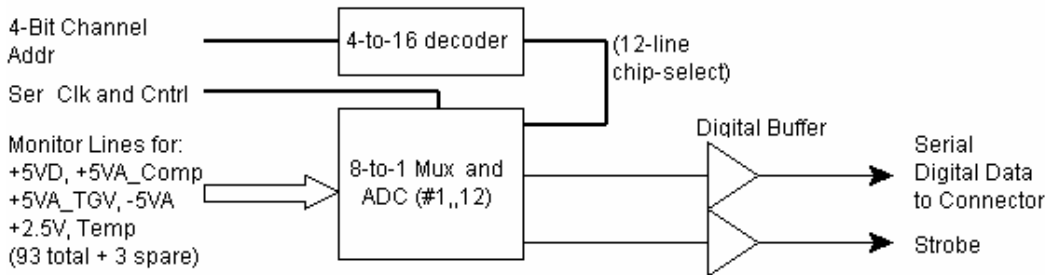 4-Bit Channel
Addr
4-to-16 decoder
(12-line
chip-select)
Ser Clk and Cntrl
Monitor Lines for:
+5VD, +5VA_Comp
+5VA_TGV, -5VA
+2.5V, Temp
(93 total + 3 spare)
8-to-1 Mux and
ADC (#1,,12)
Digital Buffer
Serial
Digital Data
to Connector
Strobe